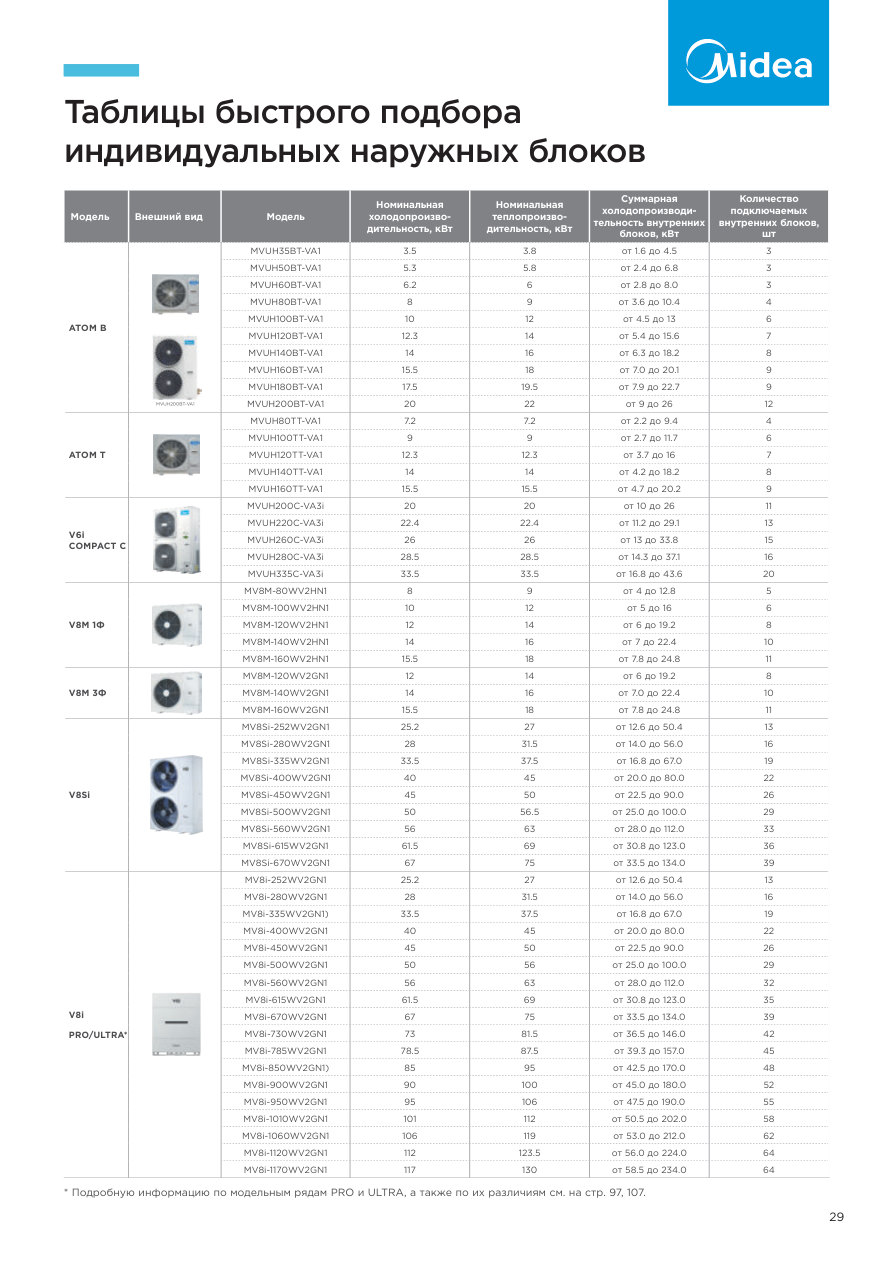 Midea
Таблицы быстрого подбора
индивидуальных наружных блоков
Модель Внешний вид Модель Номинальная холодопроизво-дительность, кВт Номинальная теплопроизво-дительность, кВт Суммарная холодопроизводи-тельность внутренних блоков, кВт Количество подключаемых внутренних блоков, шт
ATOM B
MVUH35BT-VA1 3.5 3.8 от 1.6 до 4.5 3
MVUH50BT-VA1 5.3 5.8 от 2.4 до 6.8 3
MVUH60BT-VA1 6.2 6 от 2.8 до 8.0 3
MVUH80BT-VA1 8 9 от 3.6 до 10.4 4
MVUH100BT-VA1 10 12 от 4.5 до 13 6
MVUH120BT-VA1 12.3 14 от 5.4 до 15.6 7
MVUH140BT-VA1 14 16 от 6.3 до 18.2 8
MVUH160BT-VA1 15.5 18 от 7.0 до 20.1 9
MVUH180BT-VA1 17.5 19.5 от 7.9 до 22.7 9
MVUH200BT-VA1 MVUH200BT-VA1 20 22 от 9 до 26 12
ATOM T
MVUH80TT-VA1 7.2 7.2 от 2.2 до 9.4 4
MVUH100TT-VA1 9 9 от 2.7 до 11.7 6
MVUH120TT-VA1 12.3 12.3 от 3.7 до 16 7
MVUH140TT-VA1 14 14 от 4.2 до 18.2 8
MVUH160TT-VA1 15.5 15.5 от 4.7 до 20.2 9
V6i
COMPACT C
MVUH200C-VA3i 20 20 от 10 до 26 11
MVUH220C-VA3i 22.4 22.4 от 11.2 до 29.1 13
MVUH260C-VA3i 26 26 от 13 до 33.8 15
MVUH280C-VA3i 28.5 28.5 от 14.3 до 37.1 16
MVUH335C-VA3i 33.5 33.5 от 16.8 до 43.6 20
V8M 1Ф
MV8M-80WV2HN1 8 9 от 4 до 12.8 5
MV8M-100WV2HN1 10 12 от 5 до 16 6
MV8M-120WV2HN1 12 14 от 6 до 19.2 8
MV8M-140WV2HN1 14 16 от 7 до 22.4 10
MV8M-160WV2HN1 15.5 18 от 7.8 до 24.8 11
V8M 3Ф
MV8M-120WV2GN1 12 14 от 6 до 19.2 8
MV8M-140WV2GN1 14 16 от 7.0 до 22.4 10
MV8M-160WV2GN1 15.5 18 от 7.8 до 24.8 11
V8Si
MV8Si-252WV2GN1 25.2 27 от 12.6 до 50.4 13
MV8Si-280WV2GN1 28 31.5 от 14.0 до 56.0 16
MV8Si-335WV2GN1 33.5 37.5 от 16.8 до 67.0 19
MV8Si-400WV2GN1 40 45 от 20.0 до 80.0 22
MV8Si-450WV2GN1 45 50 от 22.5 до 90.0 26
MV8Si-500WV2GN1 50 56.5 от 25.0 до 100.0 29
MV8Si-560WV2GN1 56 63 от 28.0 до 112.0 33
MV8Si-615WV2GN1 61.5 69 от 30.8 до 123.0 36
MV8Si-670WV2GN1 67 75 от 33.5 до 134.0 39
V8i
PRO/ULTRA*
MV8i-252WV2GN1 25.2 27 от 12.6 до 50.4 13
MV8i-280WV2GN1 28 31.5 от 14.0 до 56.0 16
MV8i-335WV2GN1) 33.5 37.5 от 16.8 до 67.0 19
MV8i-400WV2GN1 40 45 от 20.0 до 80.0 22
MV8i-450WV2GN1 45 50 от 22.5 до 90.0 26
MV8i-500WV2GN1 50 56 от 25.0 до 100.0 29
MV8i-560WV2GN1 56 63 от 28.0 до 112.0 32
MV8i-615WV2GN1 61.5 69 от 30.8 до 123.0 35
MV8i-670WV2GN1 67 75 от 33.5 до 134.0 39
MV8i-730WV2GN1 73 81.5 от 36.5 до 146.0 42
MV8i-785WV2GN1 78.5 87.5 от 39.3 до 157.0 45
MV8i-850WV2GN1) 85 95 от 42.5 до 170.0 48
MV8i-900WV2GN1 90 100 от 45.0 до 180.0 52
MV8i-950WV2GN1 95 106 от 47.5 до 190.0 55
MV8i-1010WV2GN1 101 112 от 50.5 до 202.0 58
MV8i-1060WV2GN1 106 119 от 53.0 до 212.0 62
MV8i-1120WV2GN1 112 123.5 от 56.0 до 224.0 64
MV8i-1170WV2GN1 117 130 от 58.5 до 234.0 64
* Подробную информацию по модельным рядам PRO и ULTRA, а также по их различиям см. на стр. 97, 107.
29